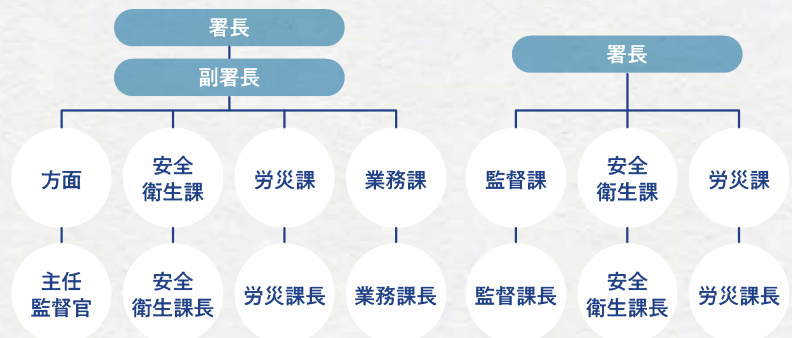 署長
副署長
方面
安全
衛生課
労災課
業務課
主任
監督官
安全
衛生課長
労災課長
業務課長
署長
監督課
安全
衛生課
労災課
監督課長
安全
衛生課長
労災課長